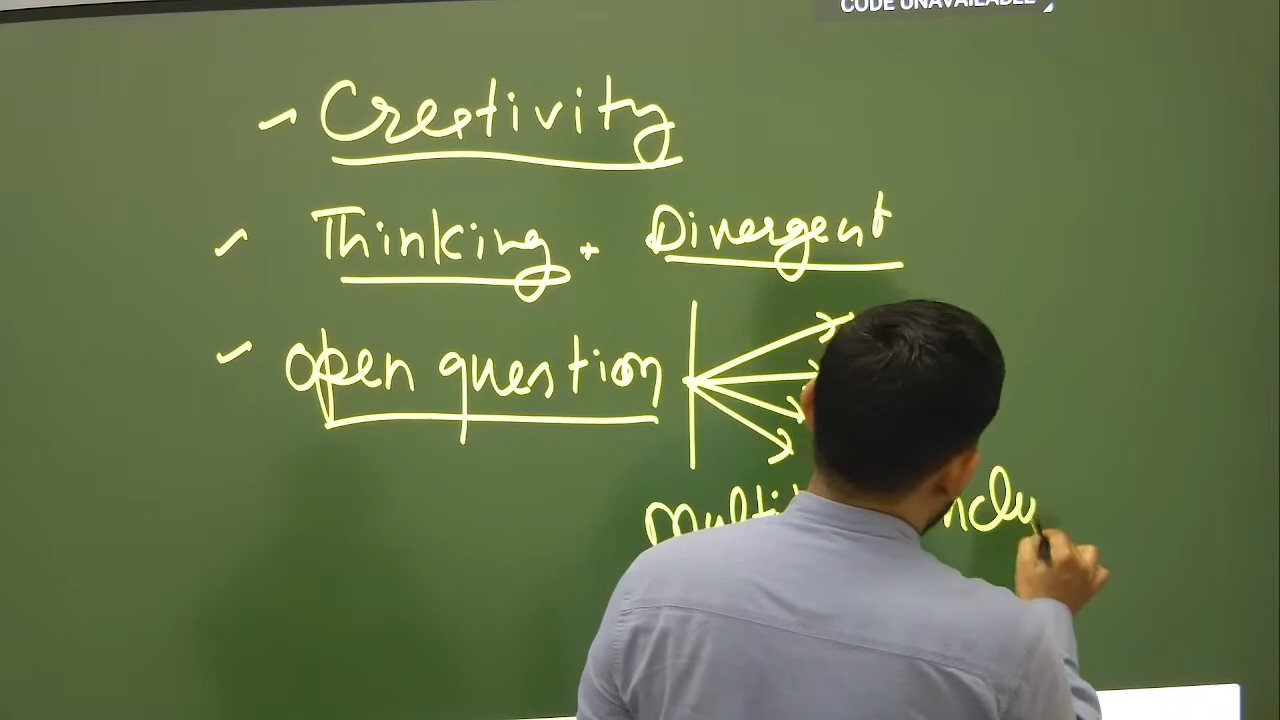 CODE UNAVAILABLE
Creativity
Thinking . Divergent
open question